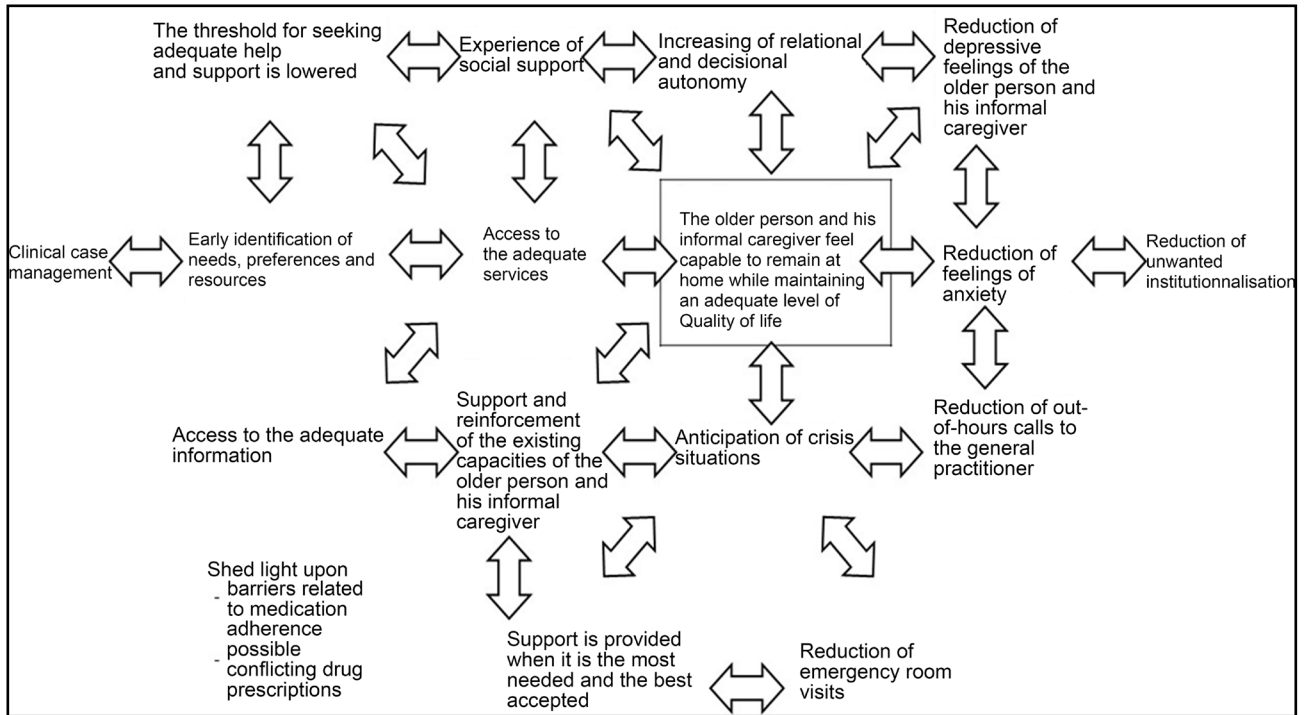 The threshold for seeking
adequate help
and support is lowered
Experience of
social support
Increasing of relational
and decisional
autonomy
Reduction of
depressive
feelings of the
older person and
his informal
caregiver
Clinical case
management
Early identification of
needs, preferences and
resources
Access to
the adequate
services
The older person and his
informal caregiver feel
capable to remain at
home while maintaining
an adequate level of
Quality of life
Reduction of
feelings of
anxiety
Reduction of
unwanted
institutionnalisation
Access to the adequate
information
Support and
reinforcement
of the existing
capacities of the
older person and
his informal
caregiver
Anticipation of crisis
situations
Reduction of out-
of-hours calls to
the general
practitioner
Shed light upon
- barriers related
to medication
adherence
possible
- conflicting drug
prescriptions
Support is provided
when it is the most
needed and the best
accepted
Reduction of
emergency room
visits